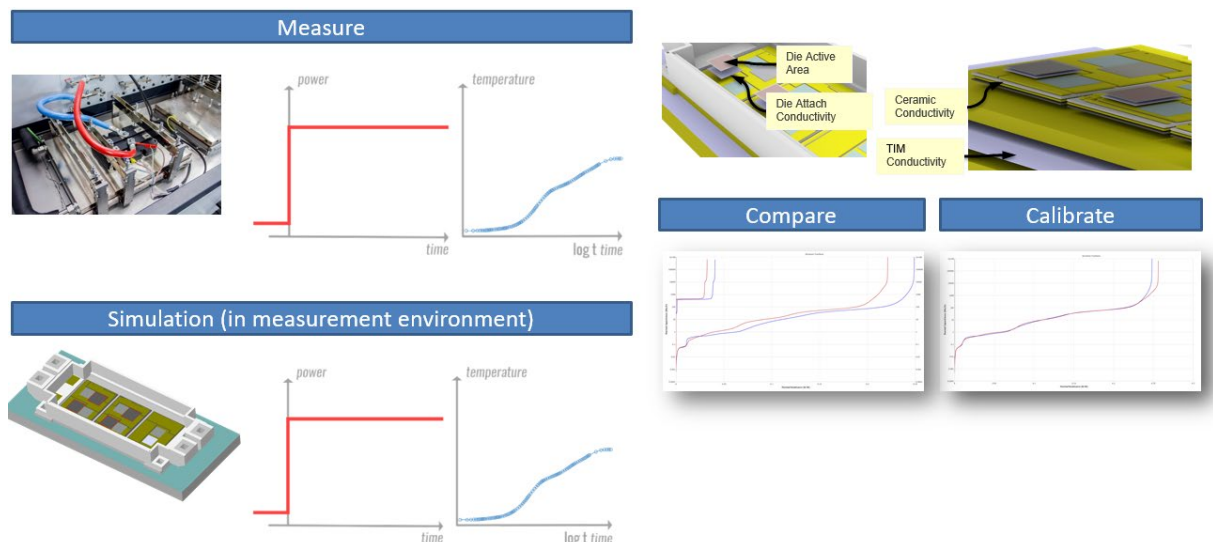 Measure
power
time
temperature
log t time
Simulation (in measurement environment)
power
time
temperature
log t time
Die Active
Area
Die Attach
Conductivity
Ceramic
Conductivity
TIM
Conductivity
Compare
Calibrate